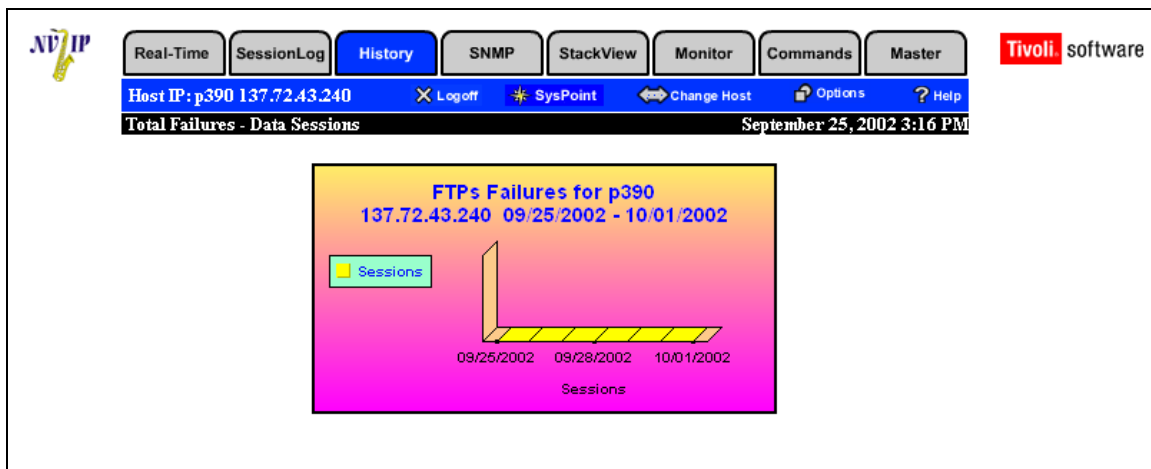 NV IP
Real-Time SessionLog History SNMP StackView Monitor Commands Master
Tivoli. software
Host IP: p390 137.72.43.240 Logoff SysPoint Change Host Options ? Help
Total Failures - Data Sessions September 25, 2002 3:16 PM
FTPs Failures for p390
137.72.43.240 09/25/2002 - 10/01/2002
Sessions
09/25/2002 09/28/2002 10/01/2002
Sessions